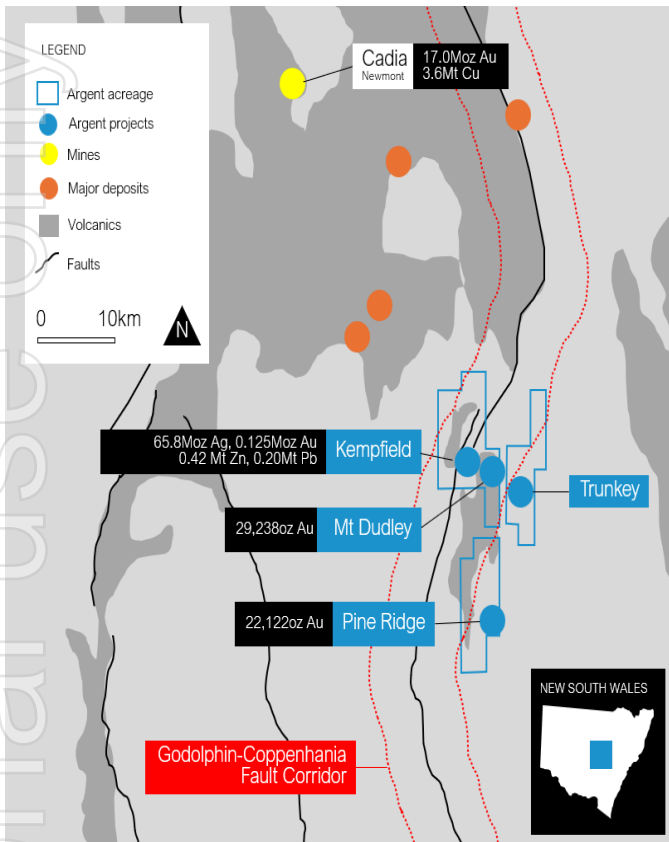 LEGEND
Argent acreage
Argent projects
Mines
Major deposits
Volcanics
Faults
0 10km
N
Cadia
Newmont
17.0Moz Au
3.6Mt Cu
65.8Moz Ag, 0.125Moz Au
0.42 Mt Zn, 0.20Mt Pb
Kempfield
Trunkey
29,238oz Au
Mt Dudley
22,122oz Au
Pine Ridge
Godolphin-Coppenhania
Fault Corridor
NEW SOUTH WALES
use only